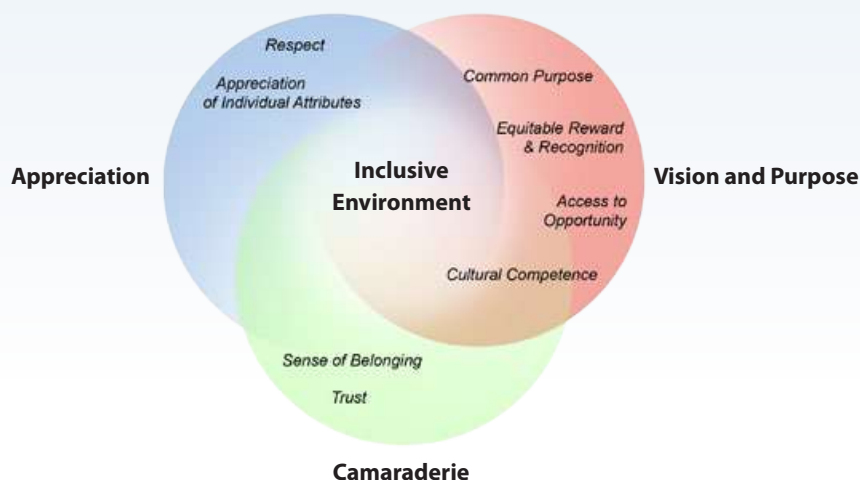 Respect
Appreciation
of Individual Attributes
Common Purpose
Equitable Reward
& Recognition
Appreciation
Inclusive
Environment
Vision and Purpose
Access to
Opportunity
Cultural Competence
Sense of Belonging
Trust
Camaraderie